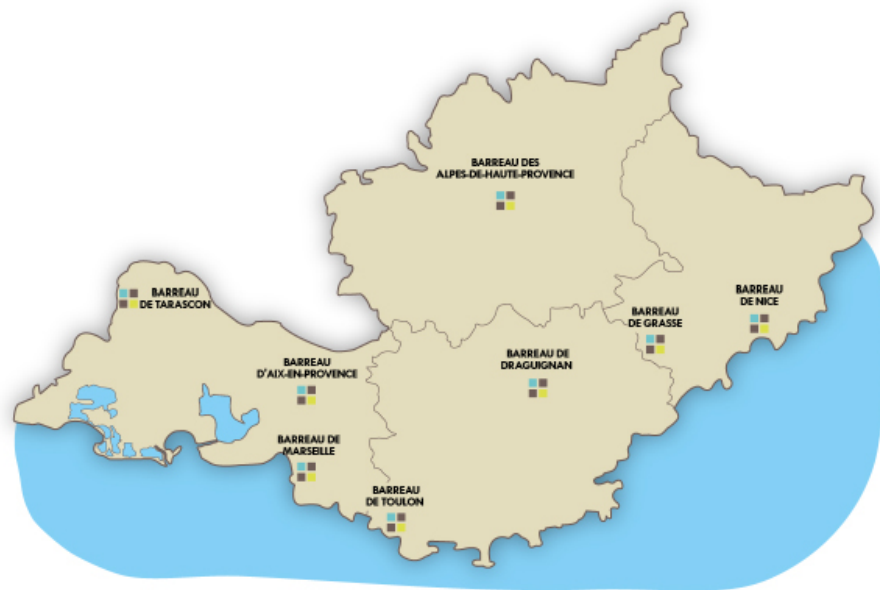 BARREAU DES
ALPES-DE-HAUTE-PROVENCE
BARREAU
DE TARASCON
BARREAU
DE NICE
BARREAU
DE GRASSE
BARREAU DE
DRAGUIGNAN
BARREAU
D'AIX-EN-PROVENCE
BARREAU DE
MARSEILLE
BARREAU
DE TOULON